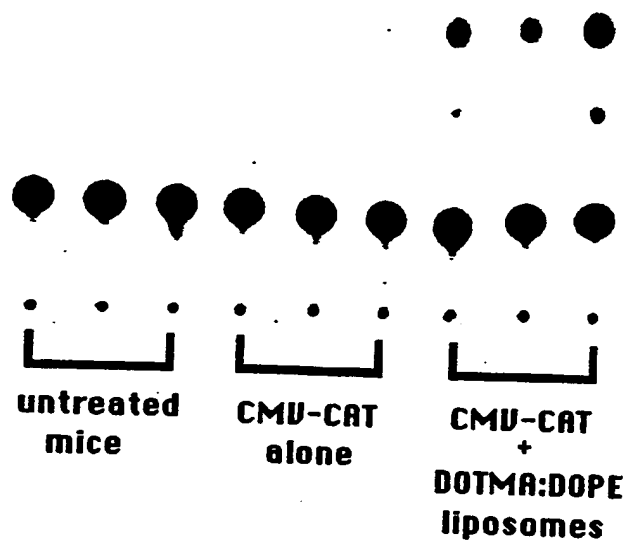 untreated
mice
CMV-CAT
alone
CMV-CAT
+
DOTMA:DOPE
liposomes